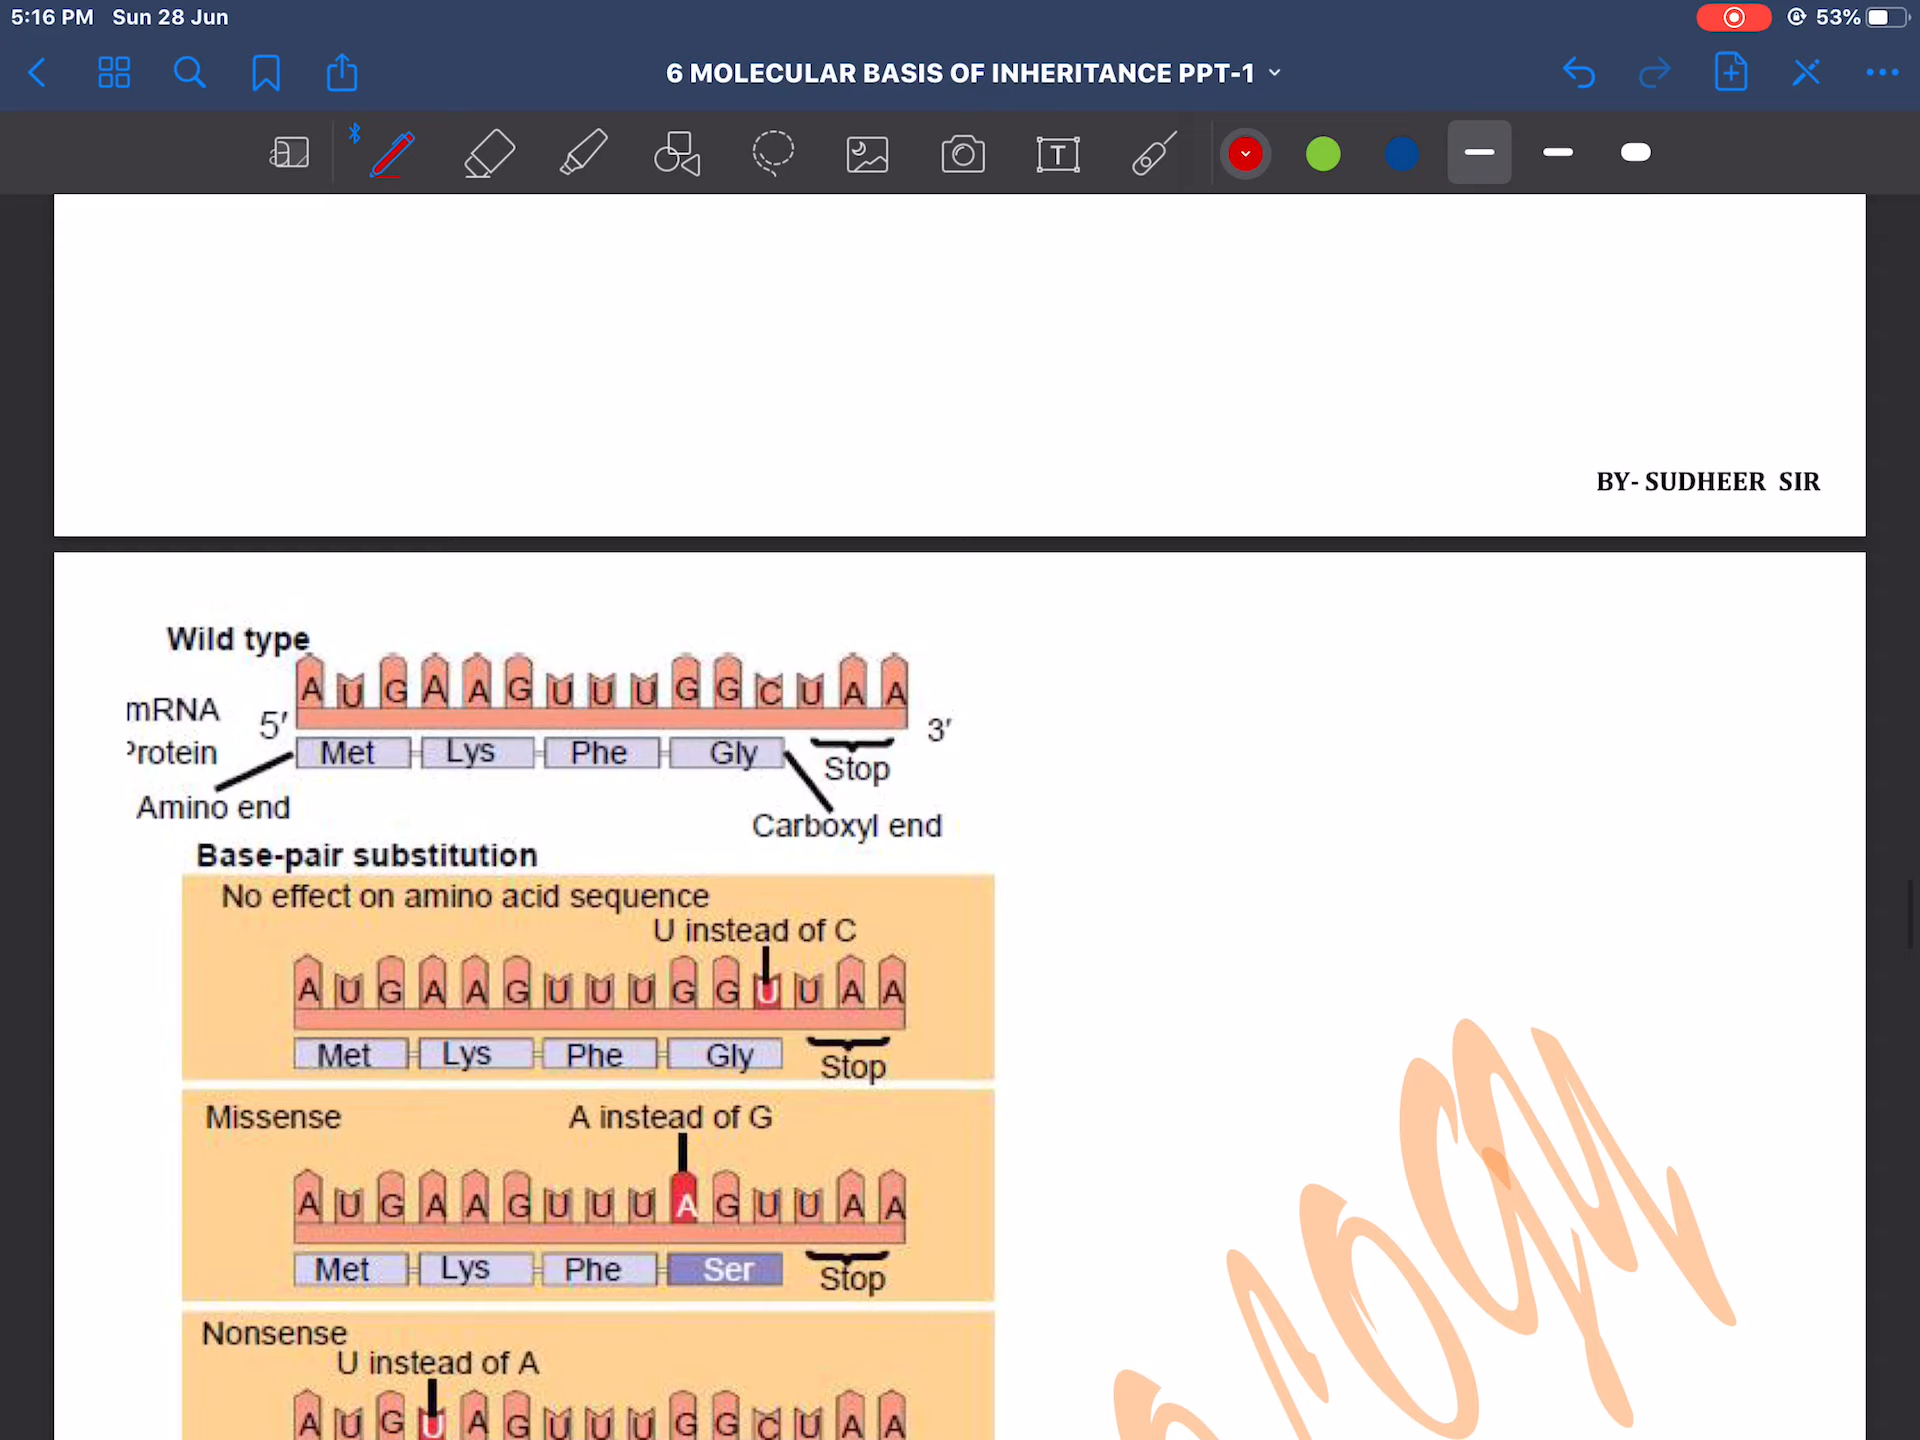 5:16 PM Sun 28 Jun
53%
6 MOLECULAR BASIS OF INHERITANCE PPT-1
a
T
BY- SUDHEER SIR
Wild type
A U G A A G U U U G G C U A A
mRNA 5' 3'
Protein Met Lys Phe Gly Stop
Amino end
Carboxyl end
Base-pair substitution
No effect on amino acid sequence
U instead of C
A U G A A G U U U G G U U A A
Met Lys Phe Gly Stop
Missense A instead of G
A U G A A G U U U A G U U A A
Met Lys Phe Ser Stop
Nonsense
U instead of A
A U G U A G U U U G G C U A A